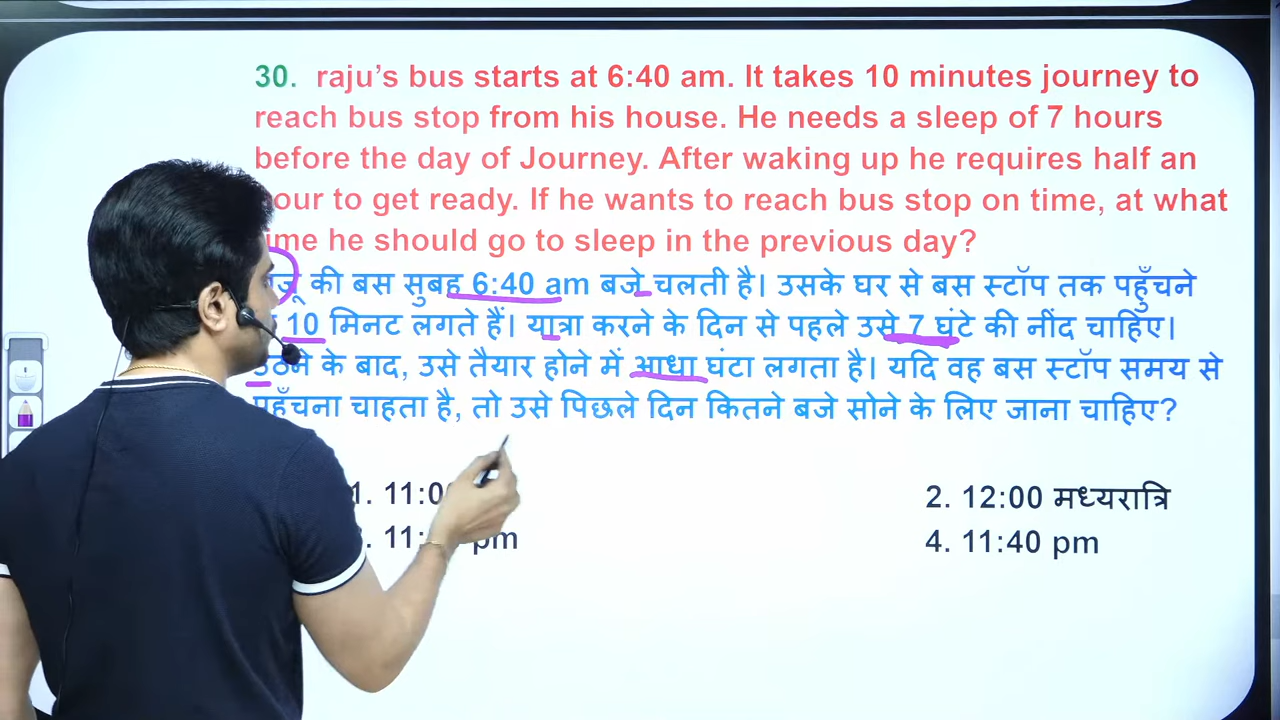 30. raju's bus starts at 6:40 am. It takes 10 minutes journey to
reach bus stop from his house. He needs a sleep of 7 hours
before the day of Journey. After waking up he requires half an
to get ready. If he wants to reach bus stop on time, at what
he should go to sleep in the previous day?
की बस सुबह 6:40 am बजे चलती है। उसके घर से बस स्टॉप तक पहुँचने
10 मिनट लगते हैं। यात्रा करने के दिन से पहले उसे 7 घंटे की नींद चाहिए।
उठने के बाद, उसे तैयार होने में आधा घंटा लगता है। यदि वह बस स्टॉप समय से
पहुँचना चाहता है, तो उसे पिछले दिन कितने बजे सोने के लिए जाना चाहिए?
1. 2. 12:00 मध्यरात्रि
pm 4. 11:40 pm